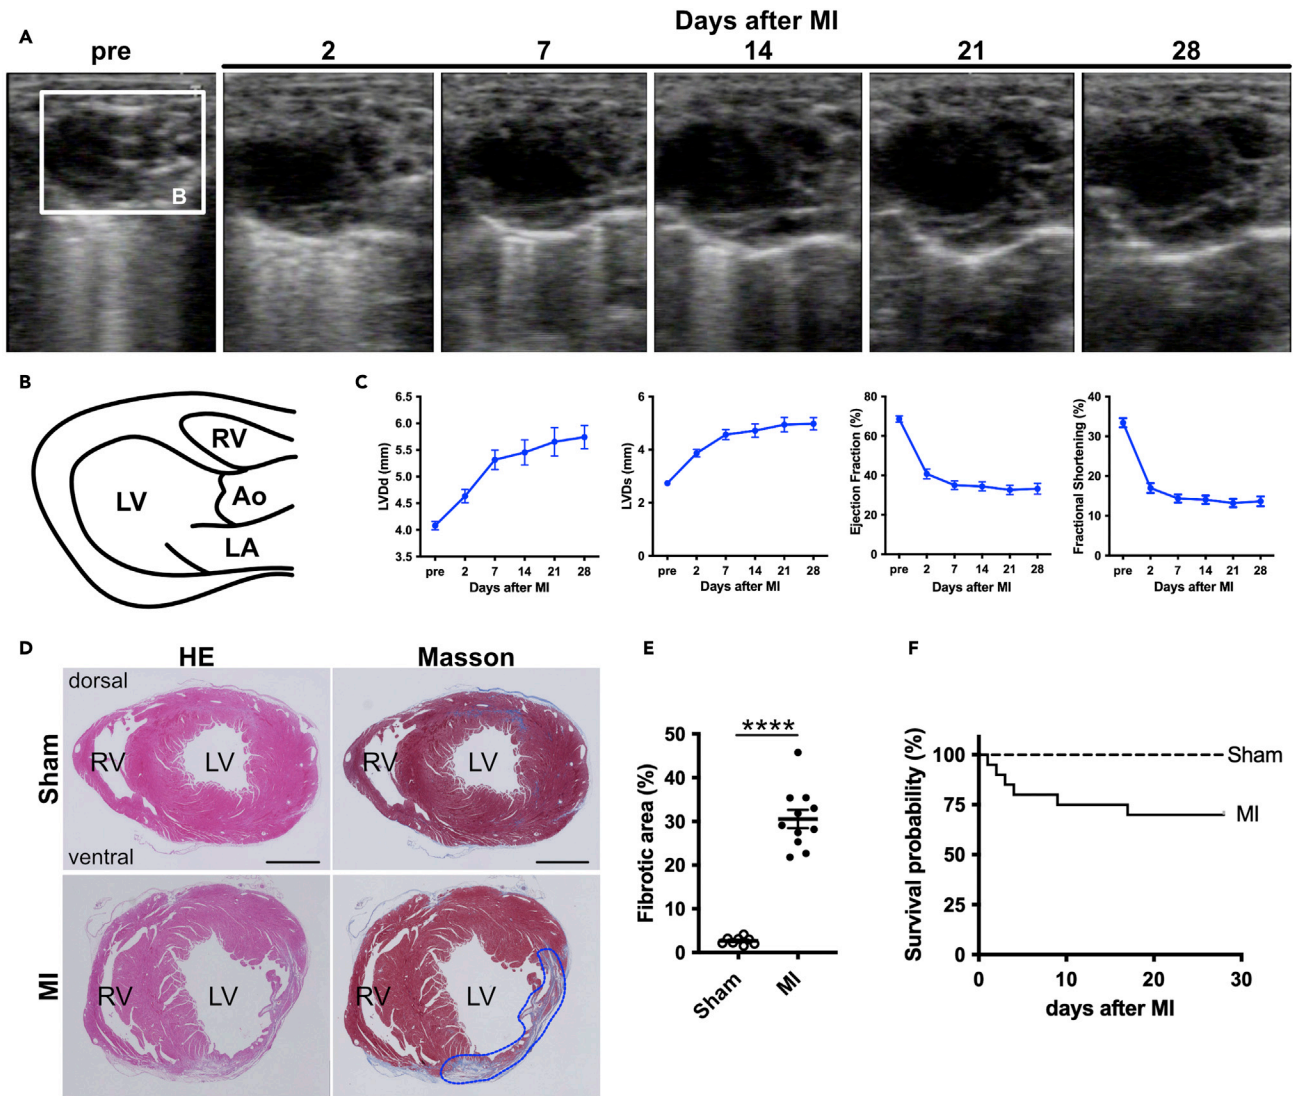 A
Days after MI
pre 2 7 14 21 28
B
B
RV
LV
Ao
LA
C
6.5
6.0
5.5
5.0
4.5
4.0
3.5
LVDd (mm)
pre 2 7 14 21 28
Days after MI
6
4
2
0
LVDs (mm)
pre 2 7 14 21 28
Days after MI
80
60
40
20
0
Ejection Fraction (%)
pre 2 7 14 21 28
Days after MI
40
30
20
10
0
Fractional Shortening (%)
pre 2 7 14 21 28
Days after MI
D
HE Masson
Sham
dorsal
RV LV
ventral
RV LV
MI
RV LV
RV LV
E
****
50
40
30
20
10
0
Fibrotic area (%)
Sham MI
F
100
75
50
25
0
Survival probability (%)
Sham
MI
0 10 20 30
days after MI